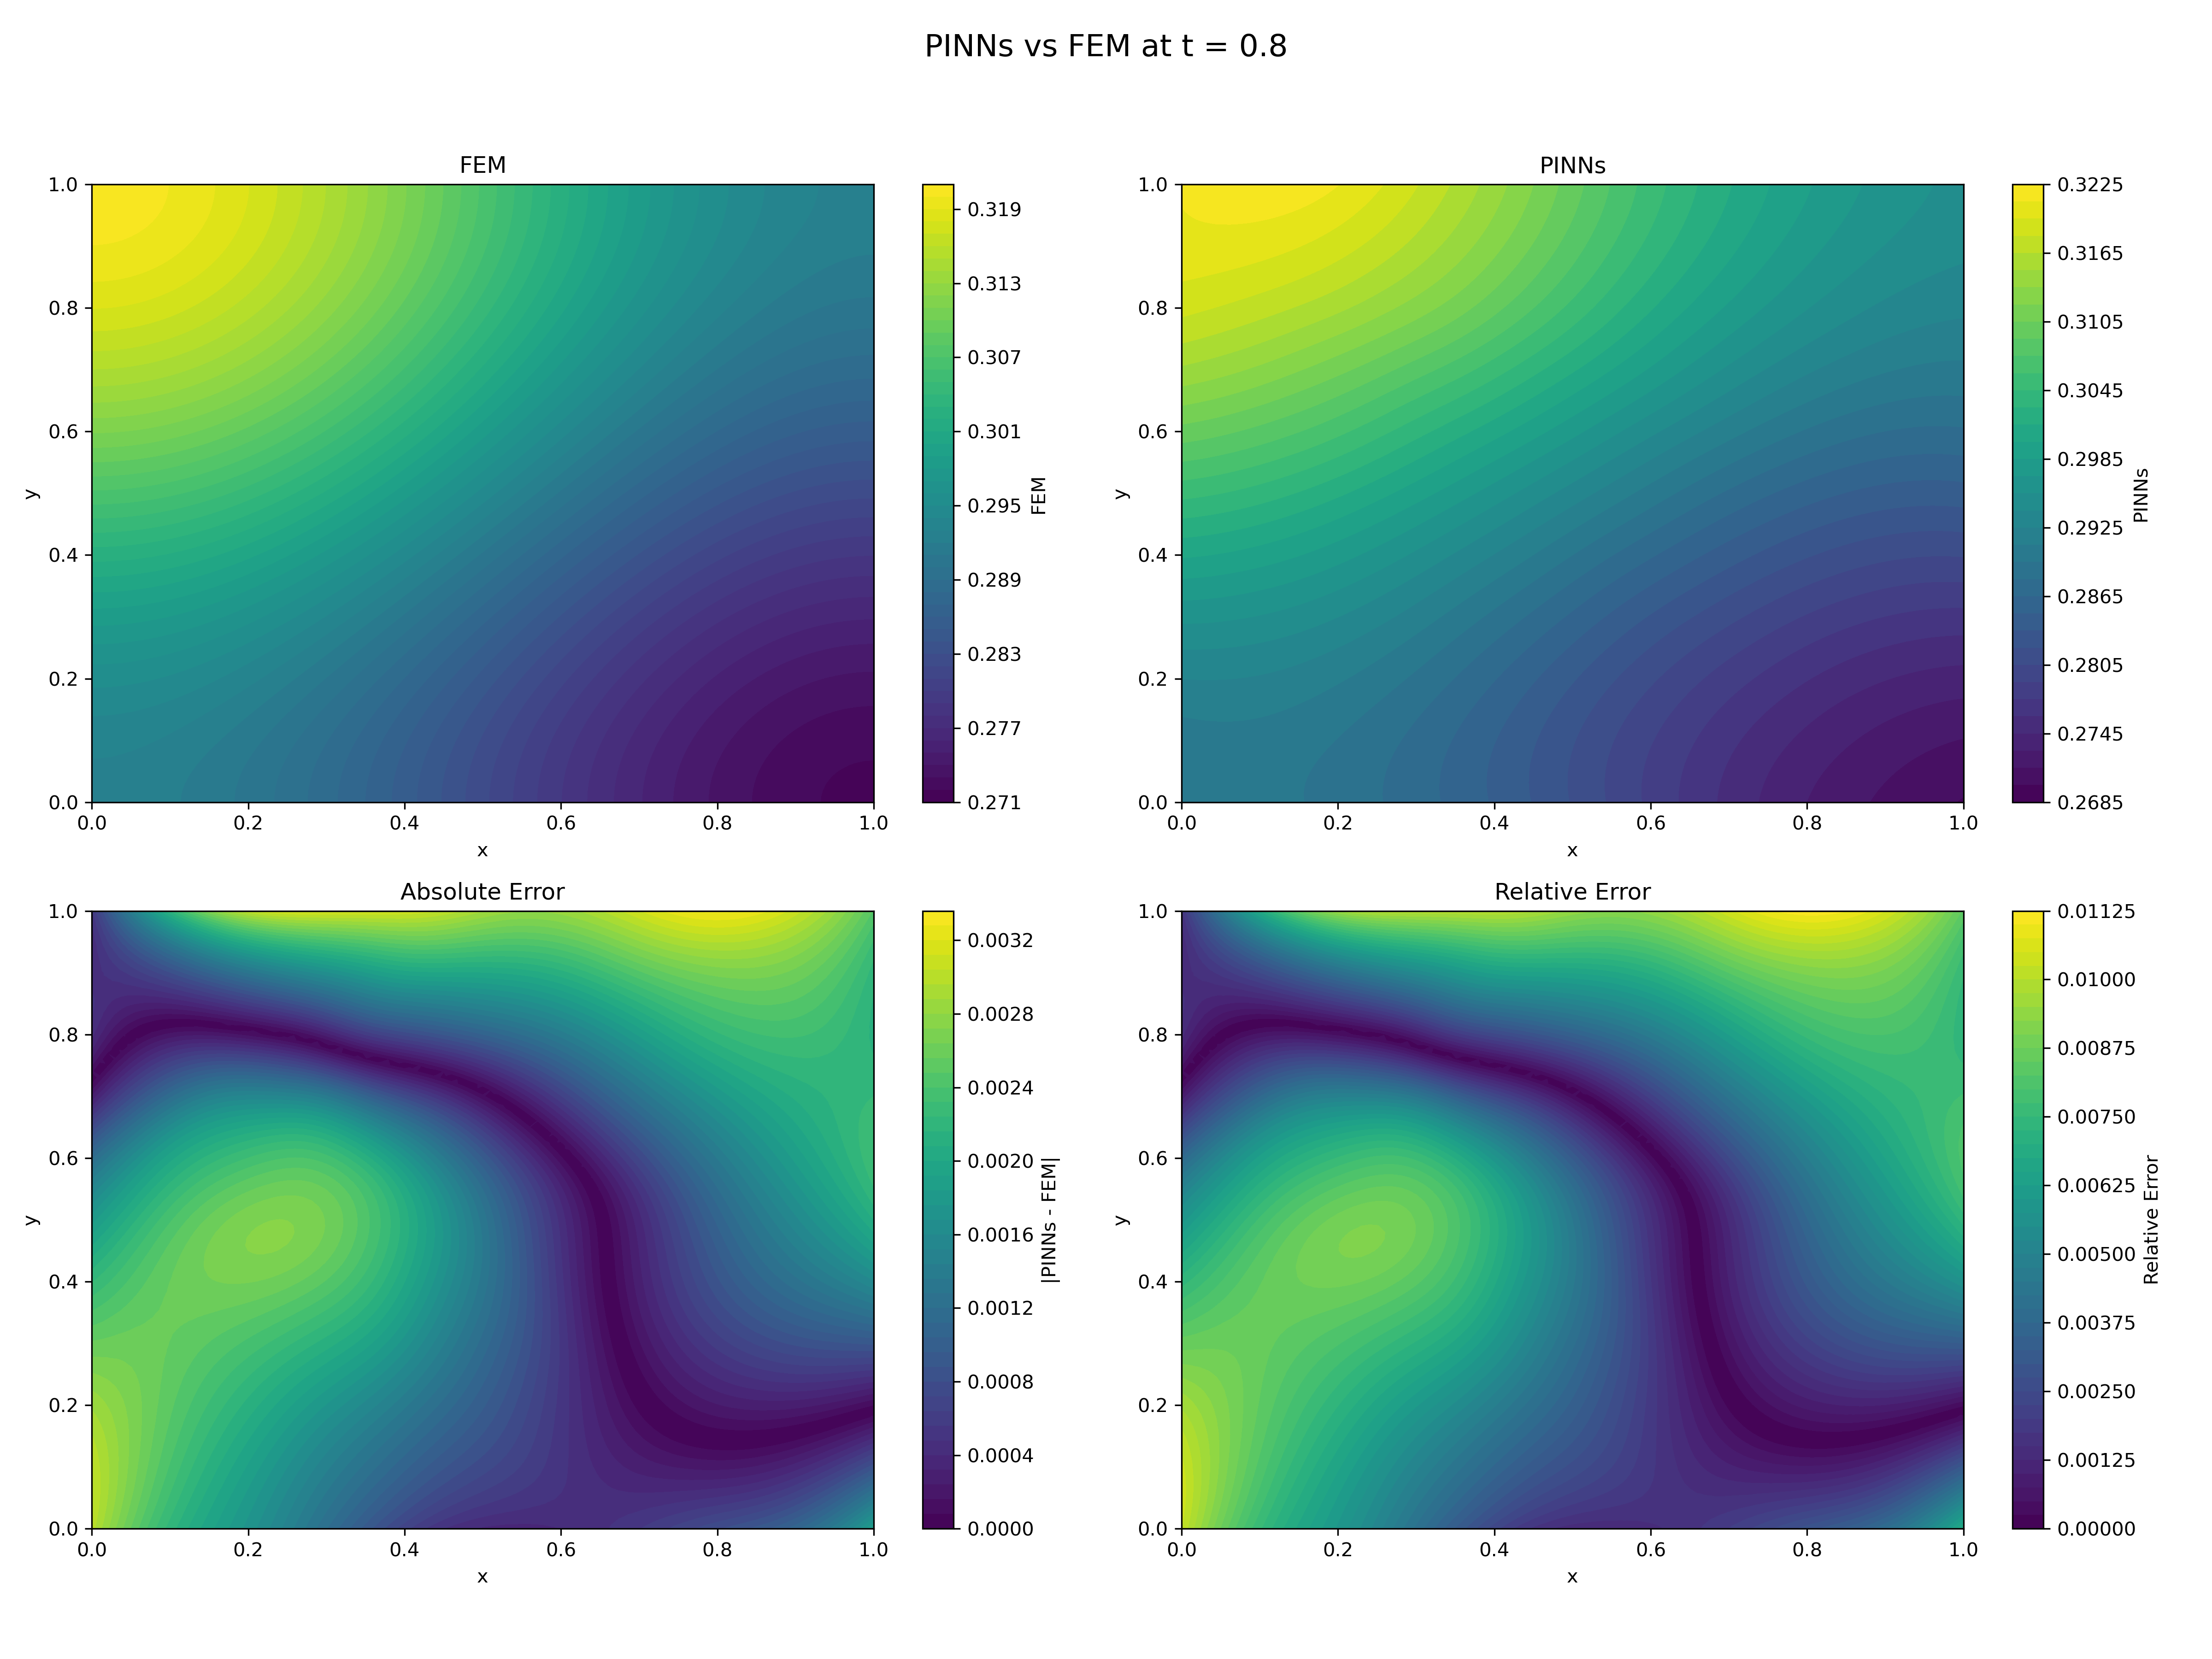 PINNs vs FEM at t = 0.8
FEM
1.0
0.8
0.6
0.4
0.2
0.0
y
0.0 0.2 0.4 0.6 0.8 1.0
x
0.319
0.313
0.307
0.301
0.295
0.289
0.283
0.277
0.271
FEM
PINNs
1.0
0.8
0.6
0.4
0.2
0.0
y
0.0 0.2 0.4 0.6 0.8 1.0
x
0.3225
0.3165
0.3105
0.3045
0.2985
0.2925
0.2865
0.2805
0.2745
0.2685
PINNs
Absolute Error
1.0
0.8
0.6
0.4
0.2
0.0
y
0.0 0.2 0.4 0.6 0.8 1.0
x
0.0032
0.0028
0.0024
0.0020
0.0016
0.0012
0.0008
0.0004
0.0000
|PINNs - FEM|
Relative Error
1.0
0.8
0.6
0.4
0.2
0.0
y
0.0 0.2 0.4 0.6 0.8 1.0
x
0.01125
0.01000
0.00875
0.00750
0.00625
0.00500
0.00375
0.00250
0.00125
0.00000
Relative Error